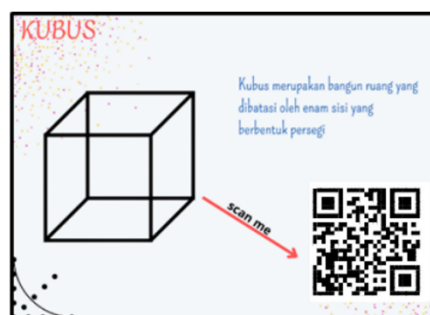 KUBUS
Kubus merupakan bangun ruang yang
dibatasi oleh enam sisi yang
berbentuk persegi
scan me